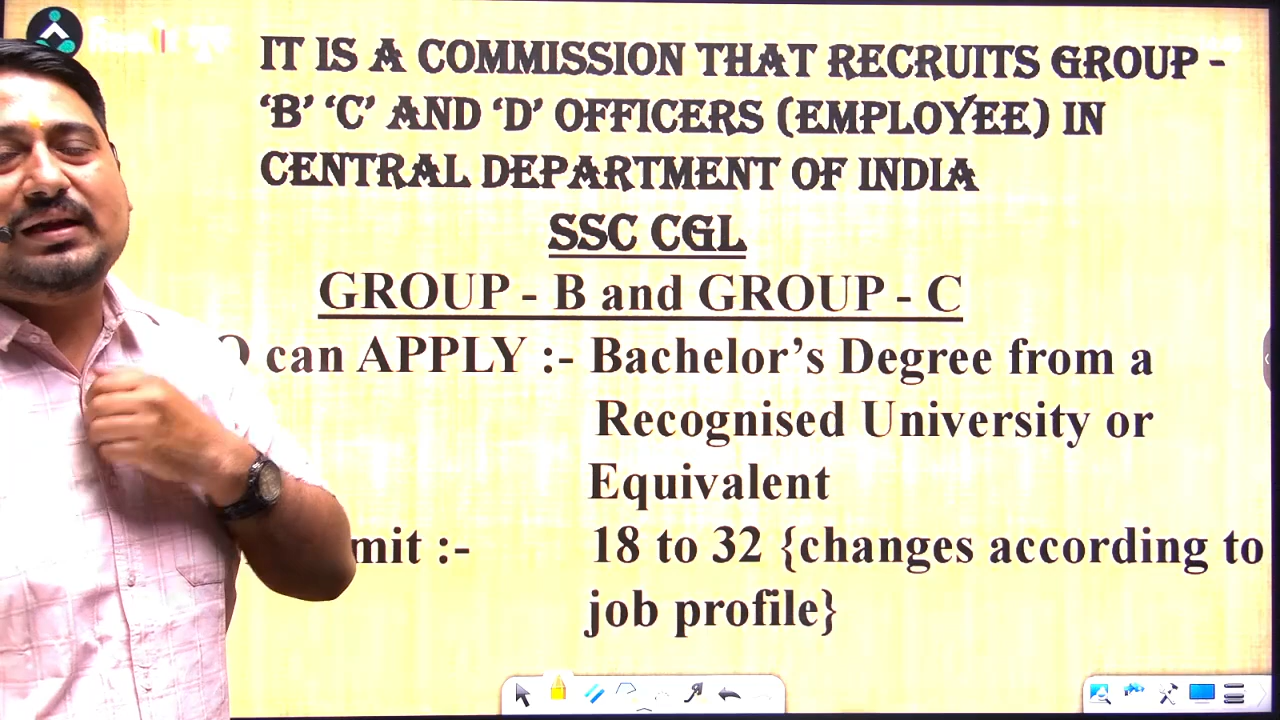 IT IS A COMMISSION THAT RECRUITS GROUP -
‘B’ ‘C’ AND ‘D’ OFFICERS (EMPLOYEE) IN
CENTRAL DEPARTMENT OF INDIA
SSC CGL
GROUP - B and GROUP - C
O can APPLY :- Bachelor’s Degree from a
Recognised University or
Equivalent
mit :- 18 to 32 {changes according to
job profile}